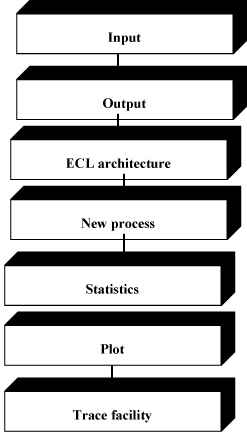 Input
Output
ECL architecture
New process
Statistics
Plot
Trace facility